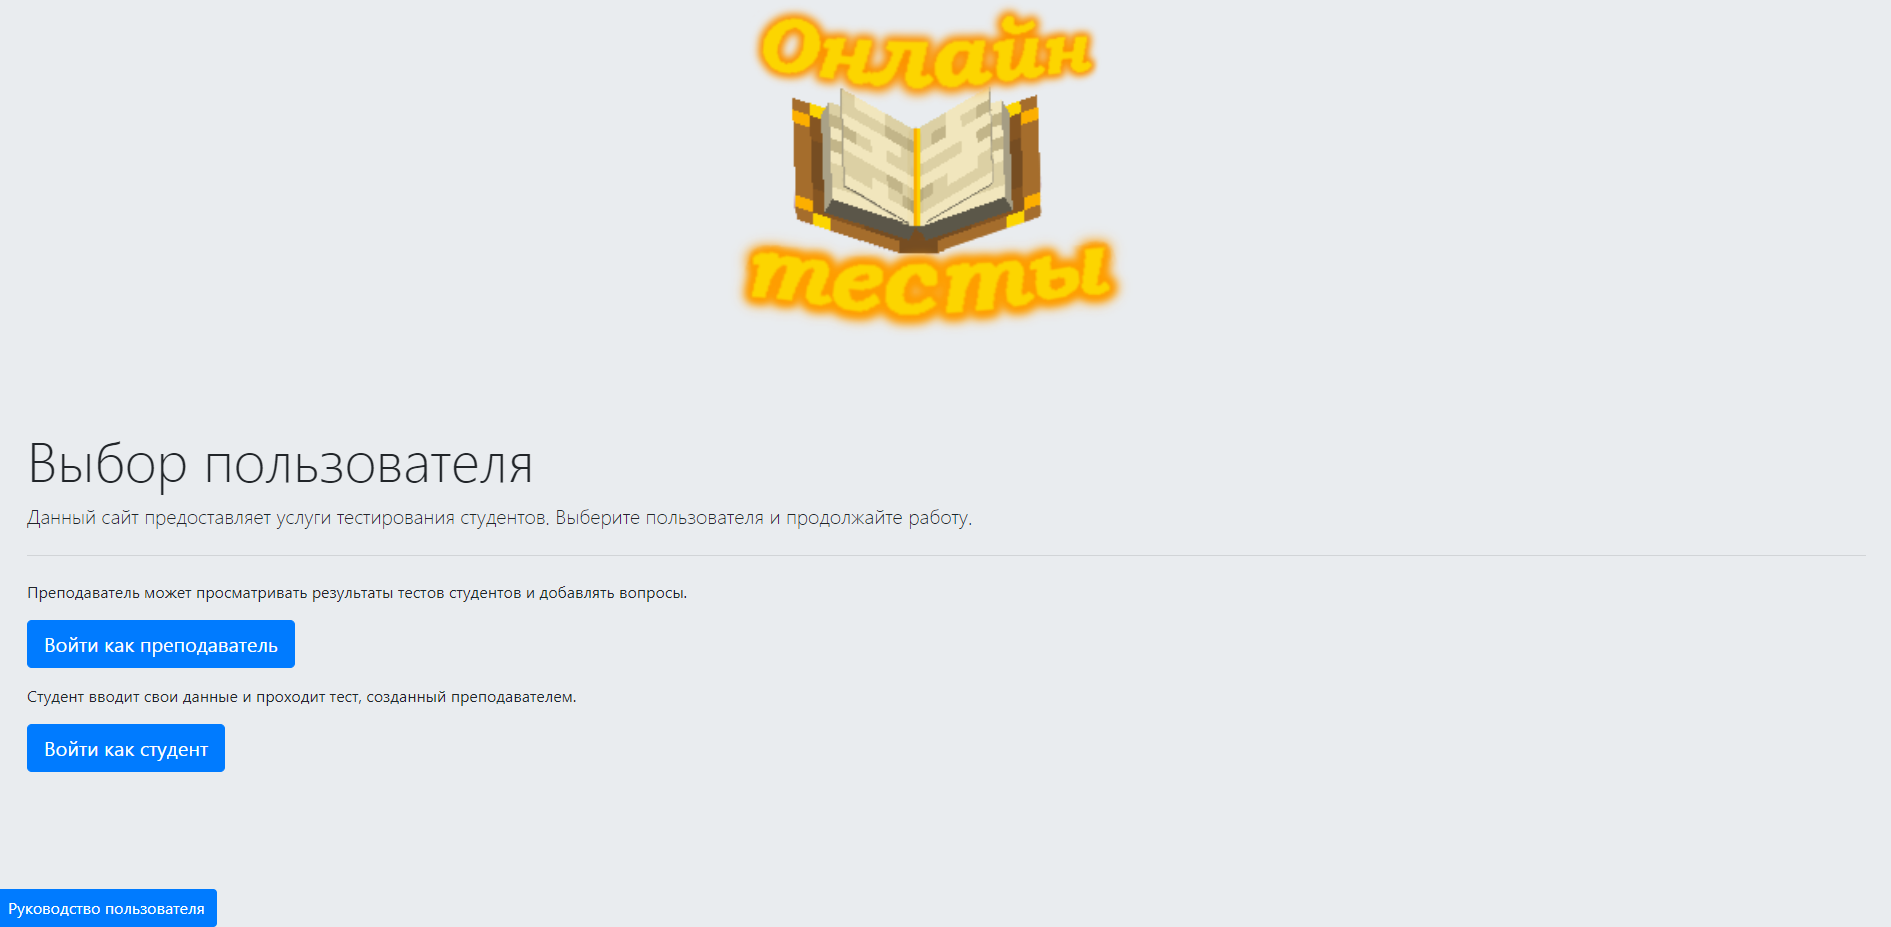 Онлайн
тесты
Выбор пользователя
Данный сайт предоставляет услуги тестирования студентов. Выберите пользователя и продолжайте работу.
Преподаватель может просматривать результаты тестов студентов и добавлять вопросы.
Войти как преподаватель
Студент вводит свои данные и проходит тест, созданный преподавателем.
Войти как студент
Руководство пользователя